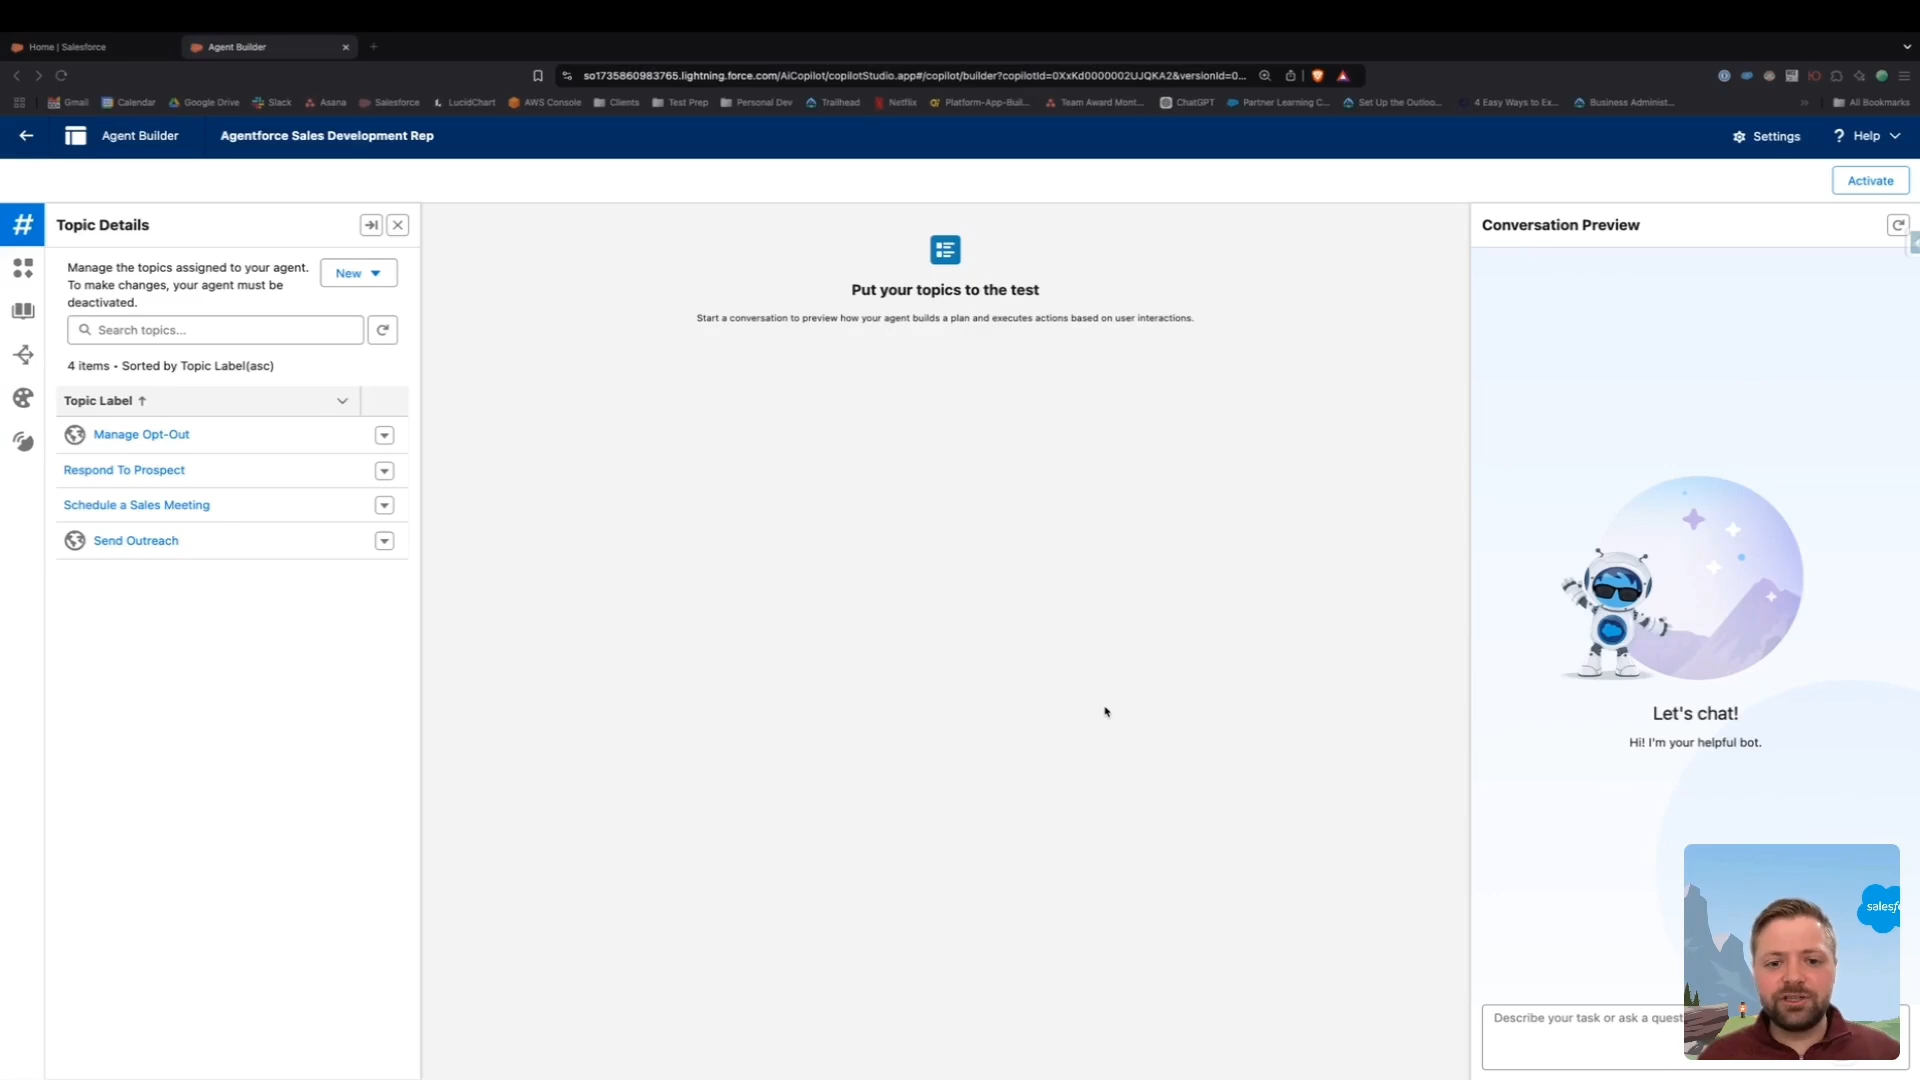 Home | Salesforce
Agent Builder
so1735860983765.lightning.force.com/AiCopilot/copilotStudio.app#/copilot/builder?copilotId=0XxKd0000002UJQKA2&versionId=0...
Gmail
Calendar
Google Drive
Slack
Asana
Salesforce
LucidChart
AWS Console
Clients
Test Prep
Personal Dev
Trailhead
Netflix
Platform-App-Buil...
Team Award Mont...
ChatGPT
Partner Learning C...
Set Up the Outloo...
4 Easy Ways to Ex...
Business Administ...
All Bookmarks
Agent Builder
Agentforce Sales Development Rep
Settings
? Help
Activate
# Topic Details
Manage the topics assigned to your agent.
To make changes, your agent must be
deactivated.
New
Search topics...
4 items • Sorted by Topic Label(asc)
Topic Label ↑
Manage Opt-Out
Respond To Prospect
Schedule a Sales Meeting
Send Outreach
Put your topics to the test
Start a conversation to preview how your agent builds a plan and executes actions based on user interactions.
Conversation Preview
Let's chat!
Hi! I'm your helpful bot.
salesf
Describe your task or ask a quest